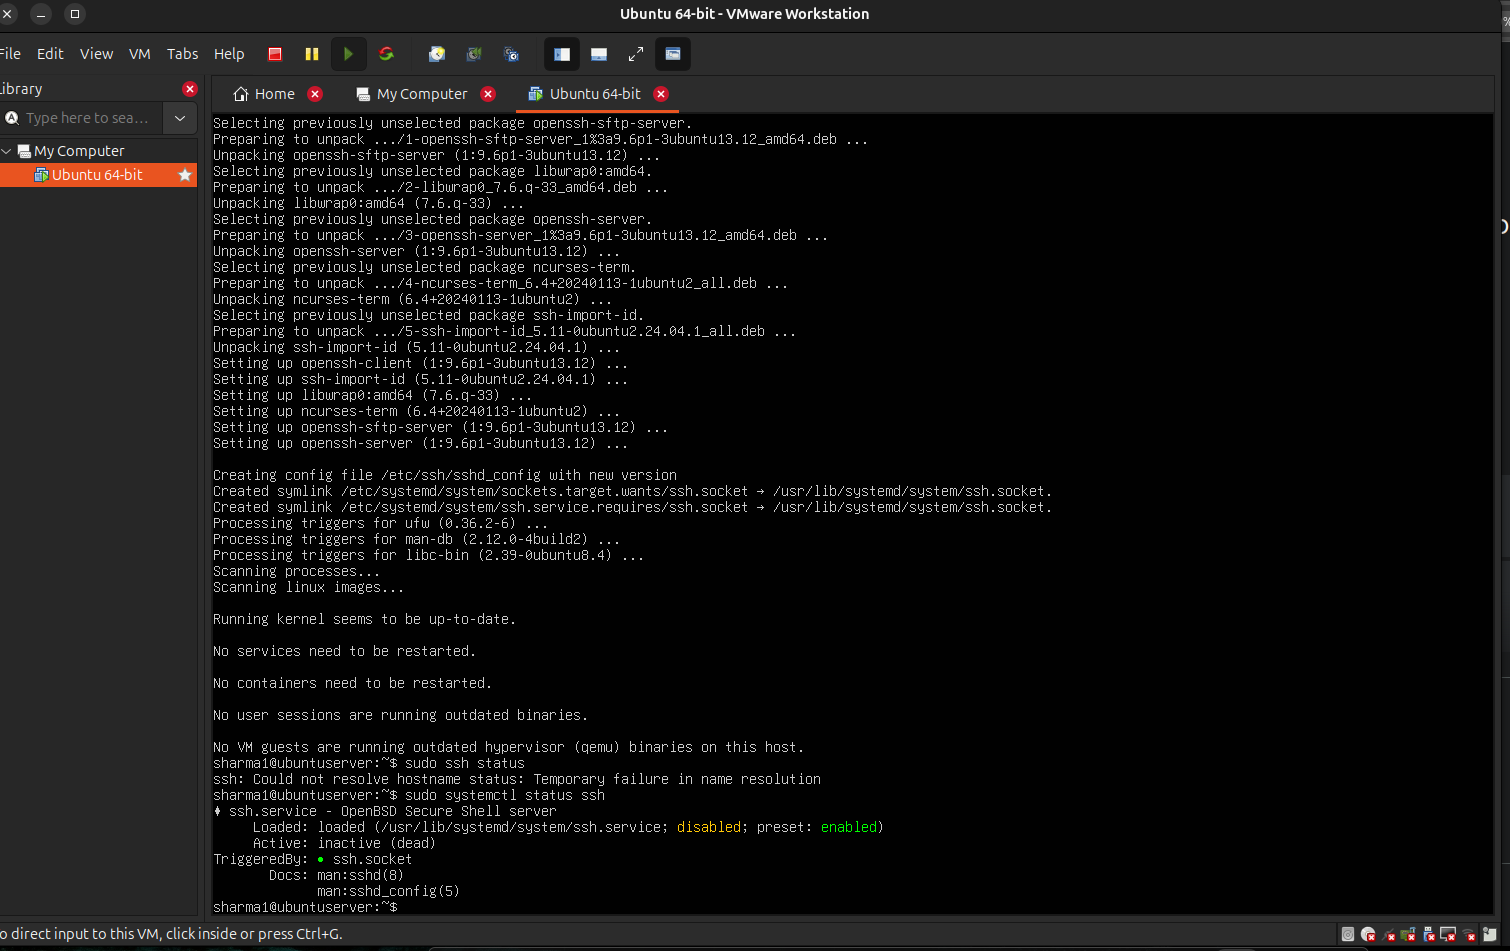 Ubuntu 64-bit - VMware Workstation
File Edit View VM Tabs Help
Library
Home
My Computer
Ubuntu 64-bit
Type here to sea...
My Computer
Ubuntu 64-bit
Selecting previously unselected package openssh-sftp-server.
Preparing to unpack .../1-openssh-sftp-server_1%3a9.6p1-3ubuntu13.12_amd64.deb ...
Unpacking openssh-sftp-server (1:9.6p1-3ubuntu13.12) ...
Selecting previously unselected package libwrap0:amd64.
Preparing to unpack .../2-libwrap0_7.6.q-33_amd64.deb ...
Unpacking libwrap0:amd64 (7.6.q-33) ...
Selecting previously unselected package openssh-server.
Preparing to unpack .../3-openssh-server_1%3a9.6p1-3ubuntu13.12_amd64.deb ...
Unpacking openssh-server (1:9.6p1-3ubuntu13.12) ...
Selecting previously unselected package ncurses-term.
Preparing to unpack .../4-ncurses-term_6.4+20240113-1ubuntu2_all.deb ...
Unpacking ncurses-term (6.4+20240113-1ubuntu2) ...
Selecting previously unselected package ssh-import-id.
Preparing to unpack .../5-ssh-import-id_5.11-0ubuntu2.24.04.1_all.deb ...
Unpacking ssh-import-id (5.11-0ubuntu2.24.04.1) ...
Setting up openssh-client (1:9.6p1-3ubuntu13.12) ...
Setting up ssh-import-id (5.11-0ubuntu2.24.04.1) ...
Setting up libwrap0:amd64 (7.6.q-33) ...
Setting up ncurses-term (6.4+20240113-1ubuntu2) ...
Setting up openssh-sftp-server (1:9.6p1-3ubuntu13.12) ...
Setting up openssh-server (1:9.6p1-3ubuntu13.12) ...
Creating config file /etc/ssh/sshd_config with new version
Created symlink /etc/systemd/system/sockets.target.wants/ssh.socket → /usr/lib/systemd/system/ssh.socket.
Created symlink /etc/systemd/system/ssh.service.requires/ssh.socket → /usr/lib/systemd/system/ssh.socket.
Processing triggers for ufw (0.36.2-6) ...
Processing triggers for man-db (2.12.0-4build2) ...
Processing triggers for libc-bin (2.39-0ubuntu8.4) ...
Scanning processes...
Scanning linux images...
Running kernel seems to be up-to-date.
No services need to be restarted.
No containers need to be restarted.
No user sessions are running outdated binaries.
No VM guests are running outdated hypervisor (qemu) binaries on this host.
sharma1@ubuntuserver:~$ sudo ssh status
ssh: Could not resolve hostname status: Temporary failure in name resolution
sharma1@ubuntuserver:~$ sudo systemctl status ssh
♦ ssh.service - OpenBSD Secure Shell server
Loaded: loaded (/usr/lib/systemd/system/ssh.service; disabled; preset: enabled)
Active: inactive (dead)
TriggeredBy: ● ssh.socket
Docs: man:sshd(8)
man:sshd_config(5)
sharma1@ubuntuserver:~$
o direct input to this VM, click inside or press Ctrl+G.